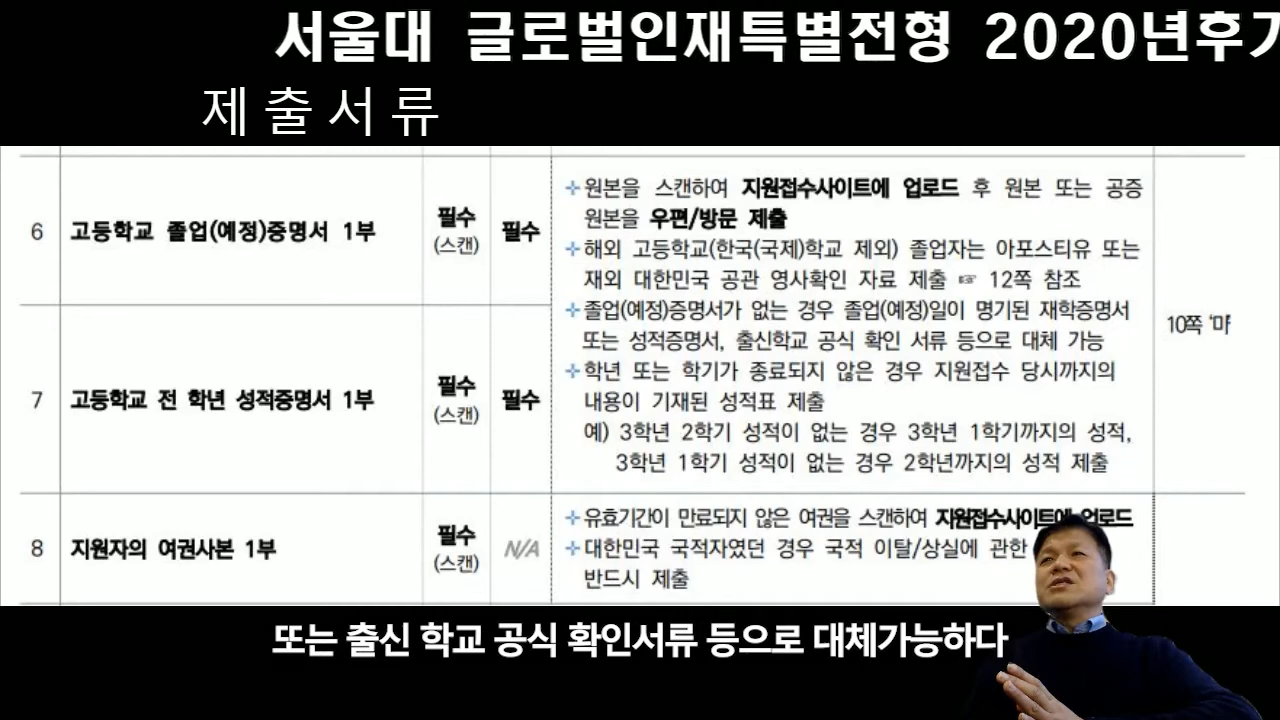 서울대 글로벌인재특별전형 2020년후기
제출서류
6 고등학교 졸업(예정)증명서 1부 필수 (스캔) 필수
✢원본을 스캔하여 지원접수사이트에 업로드 후 원본 또는 공증
원본을 우편/방문 제출
✢해외 고등학교(한국(국제)학교 제외) 졸업자는 아포스티유 또는
재외 대한민국 공관 영사확인 자료 제출 ☞ 12쪽 참조
✢졸업(예정)증명서가 없는 경우 졸업(예정)일이 명기된 재학증명서
또는 성적증명서, 출신학교 공식 확인 서류 등으로 대체 가능
10쪽 '마'
7 고등학교 전 학년 성적증명서 1부 필수 (스캔) 필수
✢학년 또는 학기가 종료되지 않은 경우 지원접수 당시까지의
내용이 기재된 성적표 제출
예) 3학년 2학기 성적이 없는 경우 3학년 1학기까지의 성적,
3학년 1학기 성적이 없는 경우 2학년까지의 성적 제출
8 지원자의 여권사본 1부 필수 (스캔) N/A
✢유효기간이 만료되지 않은 여권을 스캔하여 지원접수사이트에 업로드
✢대한민국 국적자였던 경우 국적 이탈/상실에 관한
반드시 제출
또는 출신 학교 공식 확인서류 등으로 대체가능하다